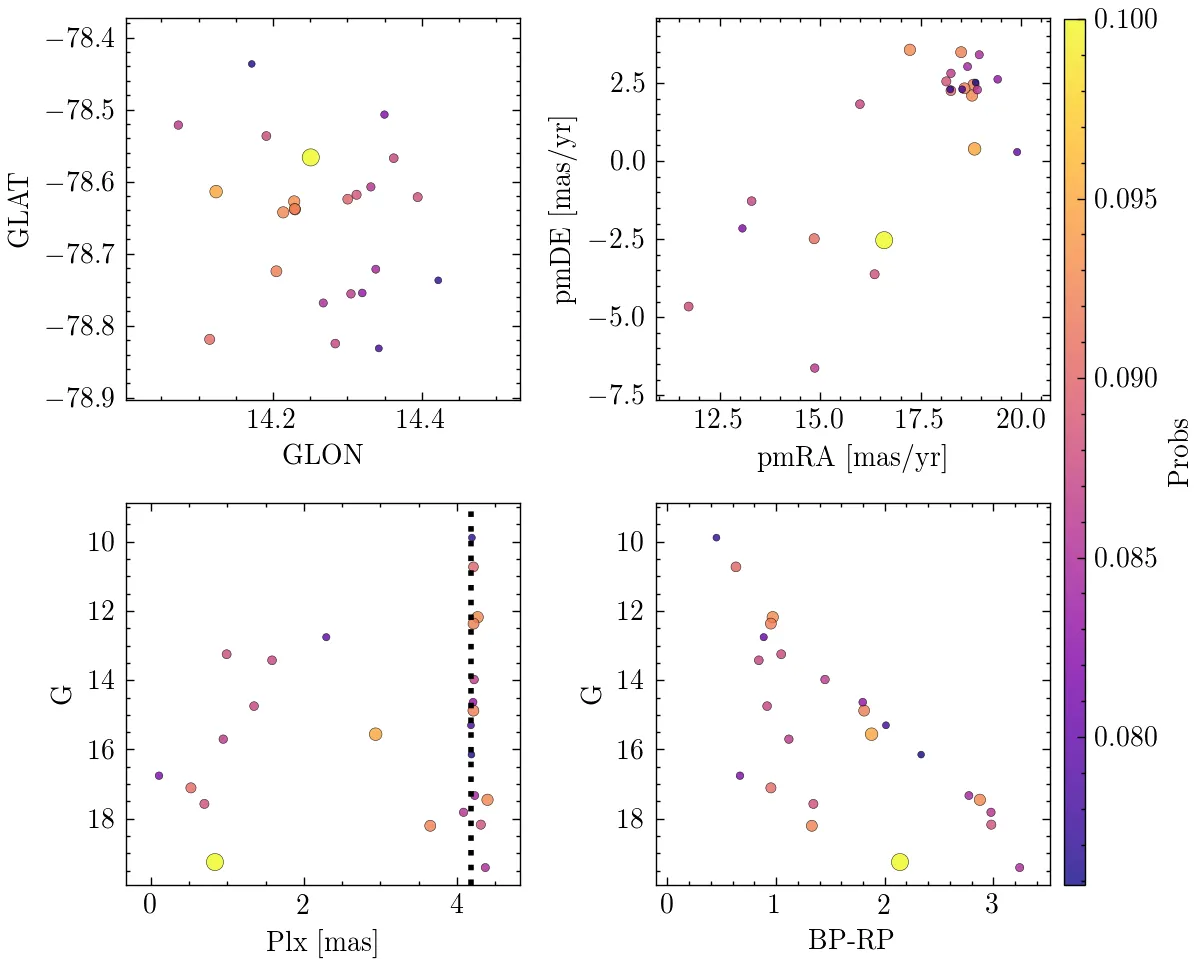 −78.4
−78.5
−78.6
−78.7
−78.8
−78.9
GLAT
14.2 14.4
GLON
2.5
0.0
−2.5
−5.0
−7.5
pmDE [mas/yr]
12.5 15.0 17.5 20.0
pmRA [mas/yr]
10
12
14
16
18
G
0 2 4
Plx [mas]
10
12
14
16
18
G
0 1 2 3
BP-RP
0.100
0.095
0.090
0.085
0.080
Probs